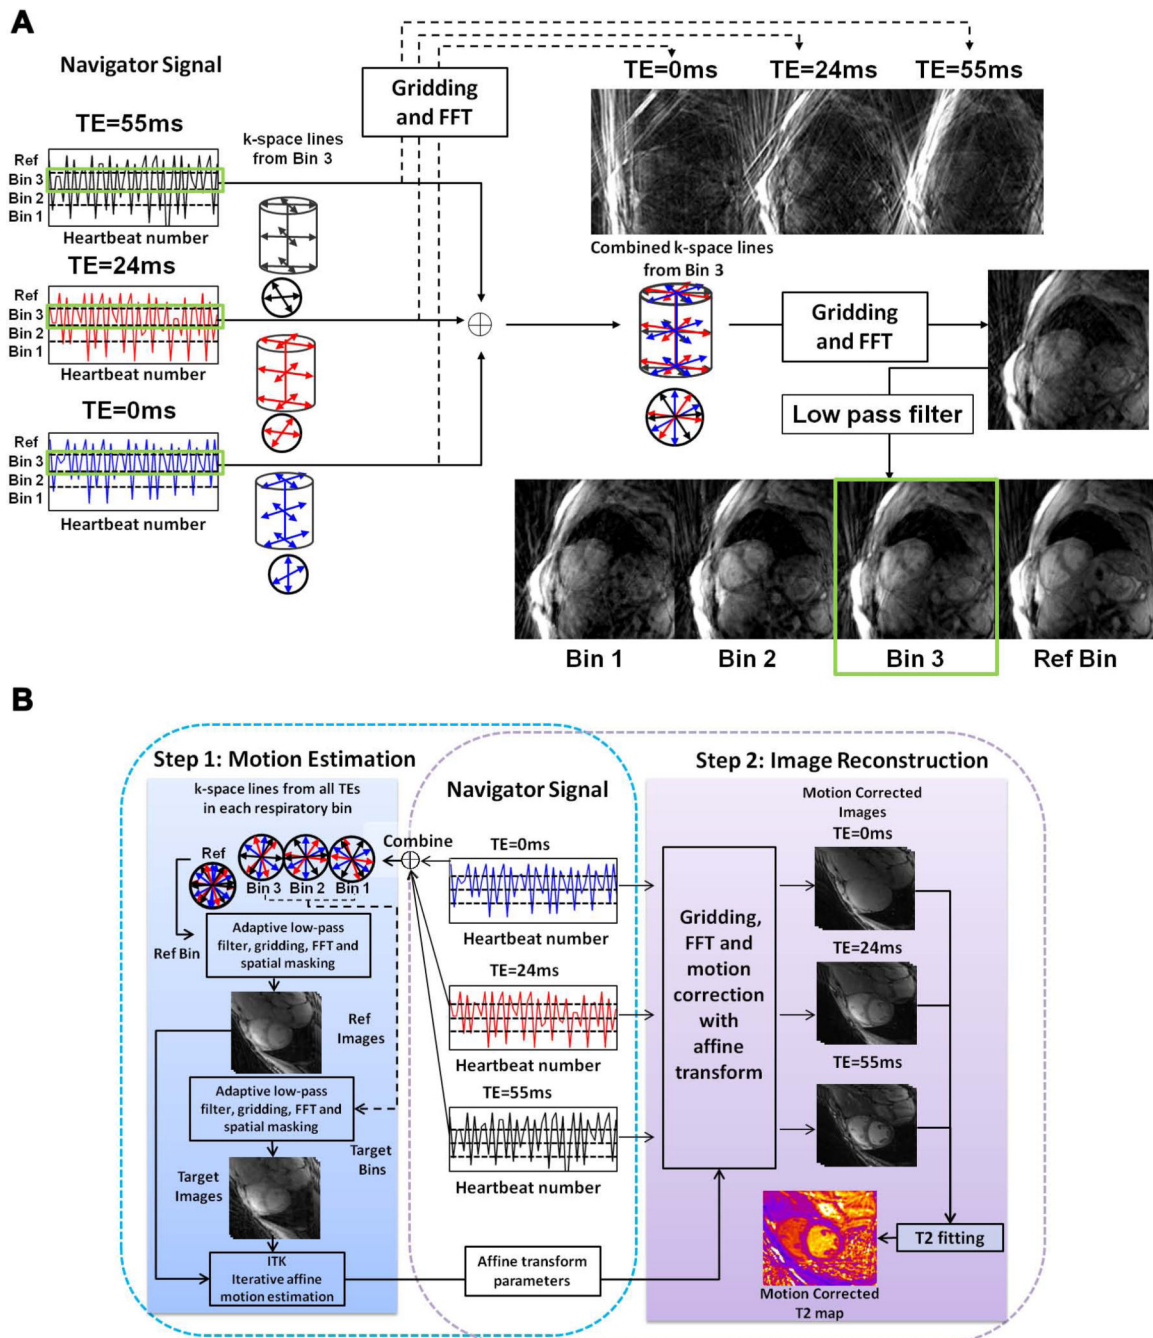 A
Navigator Signal
TE=55ms
Ref
Bin 3
Bin 2
Bin 1
Heartbeat number
TE=24ms
Ref
Bin 3
Bin 2
Bin 1
Heartbeat number
TE=0ms
Ref
Bin 3
Bin 2
Bin 1
Heartbeat number
k-space lines
from Bin 3
Gridding
and FFT
TE=0ms
TE=24ms
TE=55ms
Combined k-space lines
from Bin 3
Gridding
and FFT
Low pass filter
Bin 1
Bin 2
Bin 3
Ref Bin
B
Step 1: Motion Estimation
k-space lines from all TEs
in each respiratory bin
Ref
Bin 3
Bin 2
Bin 1
Combine
Ref Bin
Adaptive low-pass
filter, gridding, FFT and
spatial masking
Ref
Images
Adaptive low-pass
filter, gridding, FFT and
spatial masking
Target
Bins
Target
Images
ITK
Iterative affine
motion estimation
Navigator Signal
TE=0ms
Heartbeat number
TE=24ms
Heartbeat number
TE=55ms
Heartbeat number
Affine transform
parameters
Step 2: Image Reconstruction
Gridding,
FFT and
motion
correction
with
affine
transform
Motion Corrected
Images
TE=0ms
TE=24ms
TE=55ms
T2 fitting
Motion Corrected
T2 map